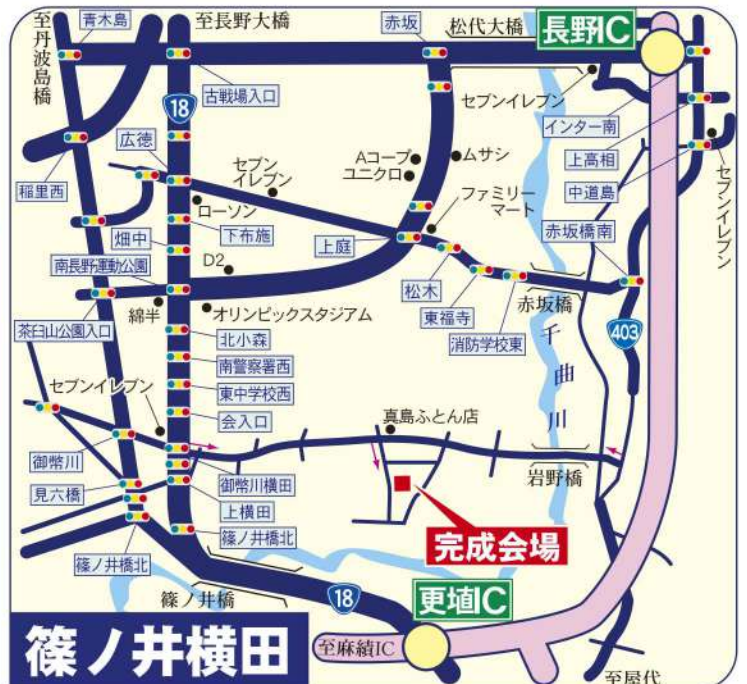 至丹波島橋
青木島
至長野大橋
赤坂
松代大橋
長野IC
古戦場入口
セブンイレブン
18
インター南
広徳
セブン
イレブン
Aコープ
ユニクロ
ムサシ
上高相
稲里西
中道島
セブンイレブン
ローソン
ファミリー
マート
畑中
下布施
上庭
赤坂橋南
D2
南長野運動公園
松木
東福寺
赤坂橋
綿半
オリンピックスタジアム
消防学校東
茶臼山公園入口
北小森
403
千曲川
南警察署西
セブンイレブン
東中学校西
会入口
真島ふとん店
御幣川
御幣川横田
岩野橋
見六橋
上横田
完成会場
篠ノ井橋北
篠ノ井橋北
篠ノ井橋
18
更埴IC
篠ノ井横田
至麻績IC
至屋代